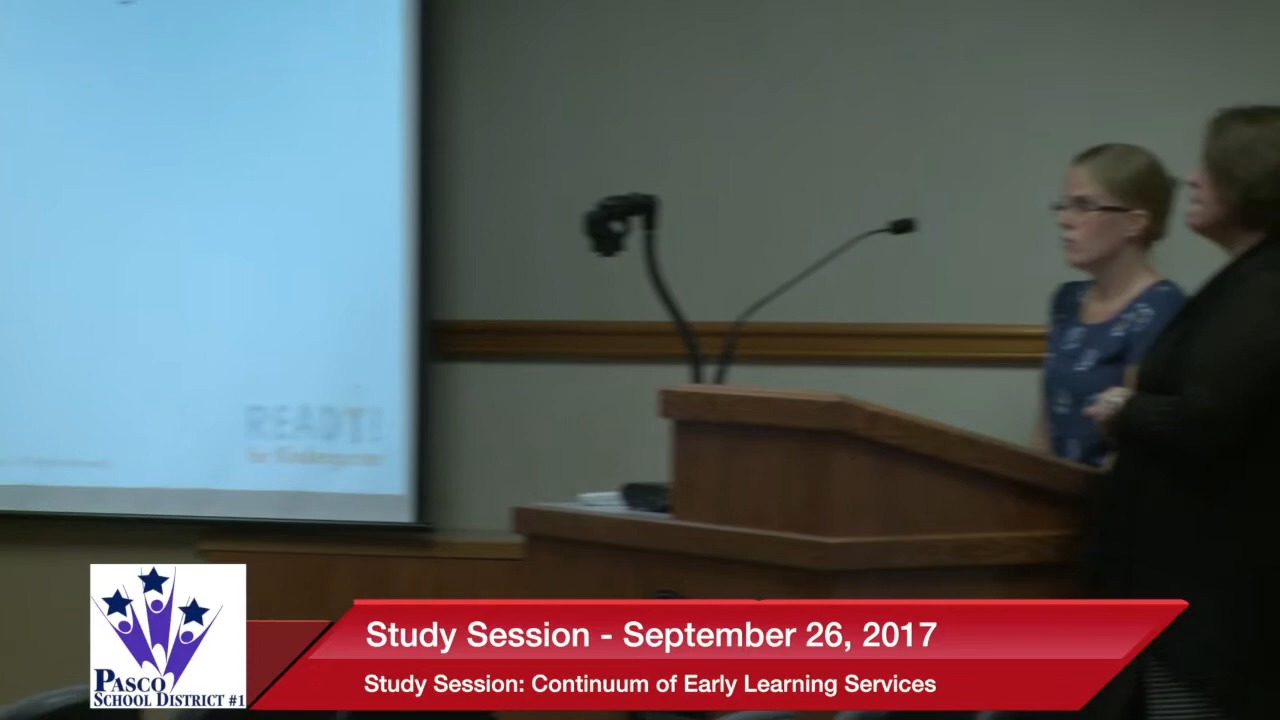 READY!
for Kindergarten
Study Session - September 26, 2017
Study Session: Continuum of Early Learning Services
PASCO
SCHOOL DISTRICT #1